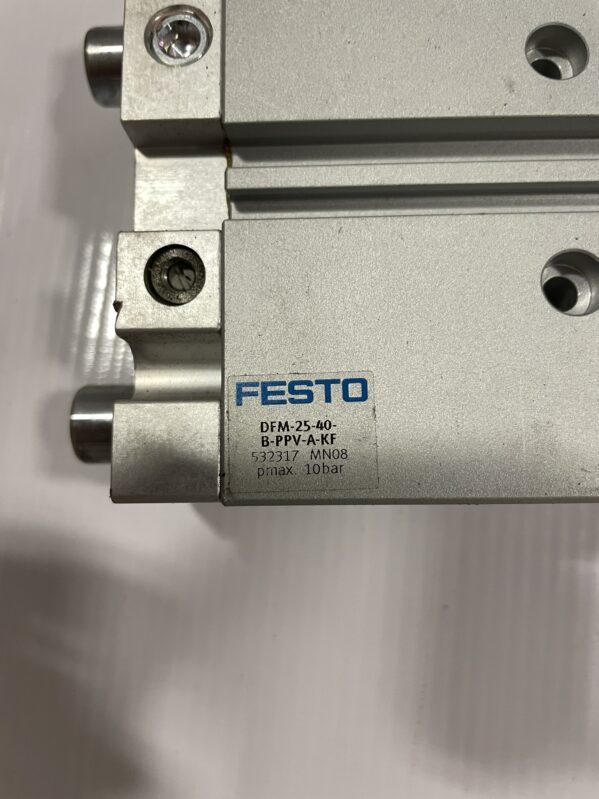 FESTO
DFM-25-40-
B-PPV-A-KF
532317 MN08
pmax. 10bar